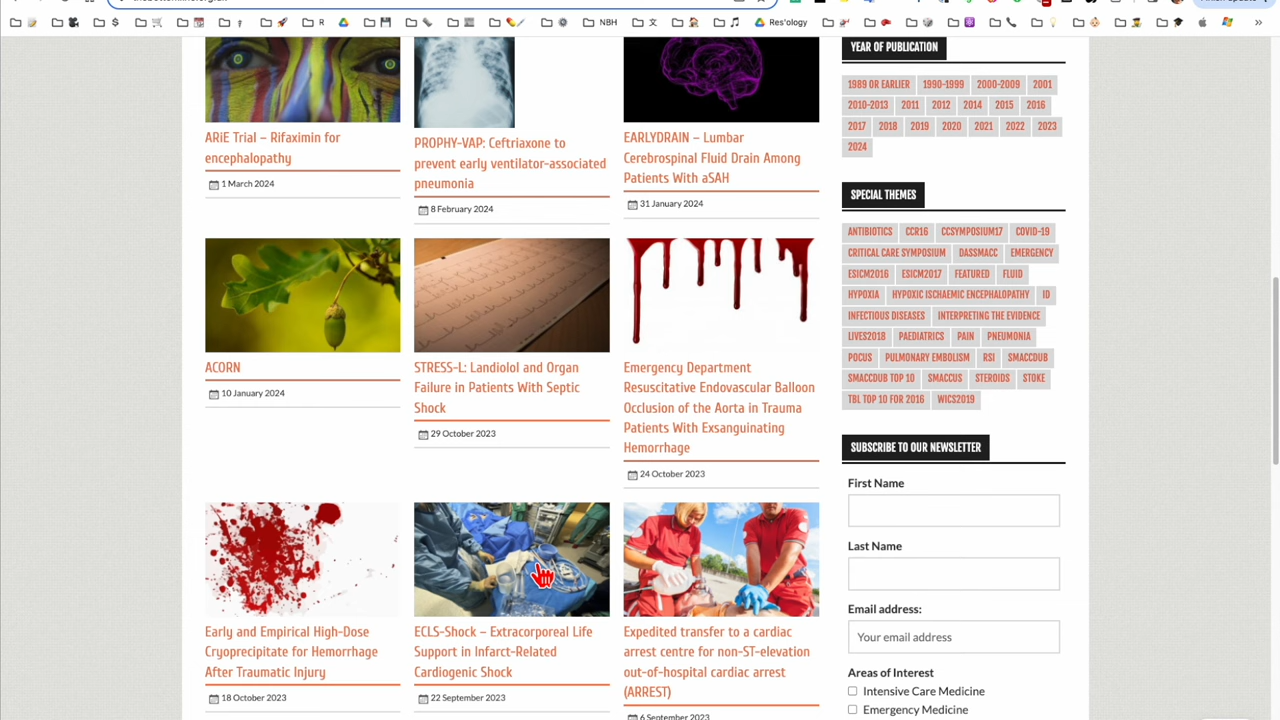 NBH
文
R
Res'ology
»
ARiE Trial – Rifaximin for
encephalopathy
1 March 2024
PROPHY-VAP: Ceftriaxone to
prevent early ventilator-associated
pneumonia
8 February 2024
EARLYDRAIN – Lumbar
Cerebrospinal Fluid Drain Among
Patients With aSAH
31 January 2024
ACORN
10 January 2024
STRESS-L: Landiolol and Organ
Failure in Patients With Septic
Shock
29 October 2023
Emergency Department
Resuscitative Endovascular Balloon
Occlusion of the Aorta in Trauma
Patients With Exsanguinating
Hemorrhage
24 October 2023
Early and Empirical High-Dose
Cryoprecipitate for Hemorrhage
After Traumatic Injury
18 October 2023
ECLS-Shock – Extracorporeal Life
Support in Infarct-Related
Cardiogenic Shock
22 September 2023
Expedited transfer to a cardiac
arrest centre for non-ST-elevation
out-of-hospital cardiac arrest
(ARREST)
6 September 2023
YEAR OF PUBLICATION
1989 OR EARLIER 1990-1999 2000-2009 2001
2010-2013 2011 2012 2014 2015 2016
2017 2018 2019 2020 2021 2022 2023
2024
SPECIAL THEMES
ANTIBIOTICS CCR16 CCSYMPOSIUM17 COVID-19
CRITICAL CARE SYMPOSIUM DASSMACC EMERGENCY
ESICM2016 ESICM2017 FEATURED FLUID
HYPOXIA HYPOXIC ISCHAEMIC ENCEPHALOPATHY ID
INFECTIOUS DISEASES INTERPRETING THE EVIDENCE
LIVES2018 PAEDIATRICS PAIN PNEUMONIA
POCUS PULMONARY EMBOLISM RSI SMACCDUB
SMACCDUB TOP 10 SMACCUS STEROIDS STOKE
TBL TOP 10 FOR 2016 WICS2019
SUBSCRIBE TO OUR NEWSLETTER
First Name
Last Name
Email address:
Your email address
Areas of Interest
Intensive Care Medicine
Emergency Medicine